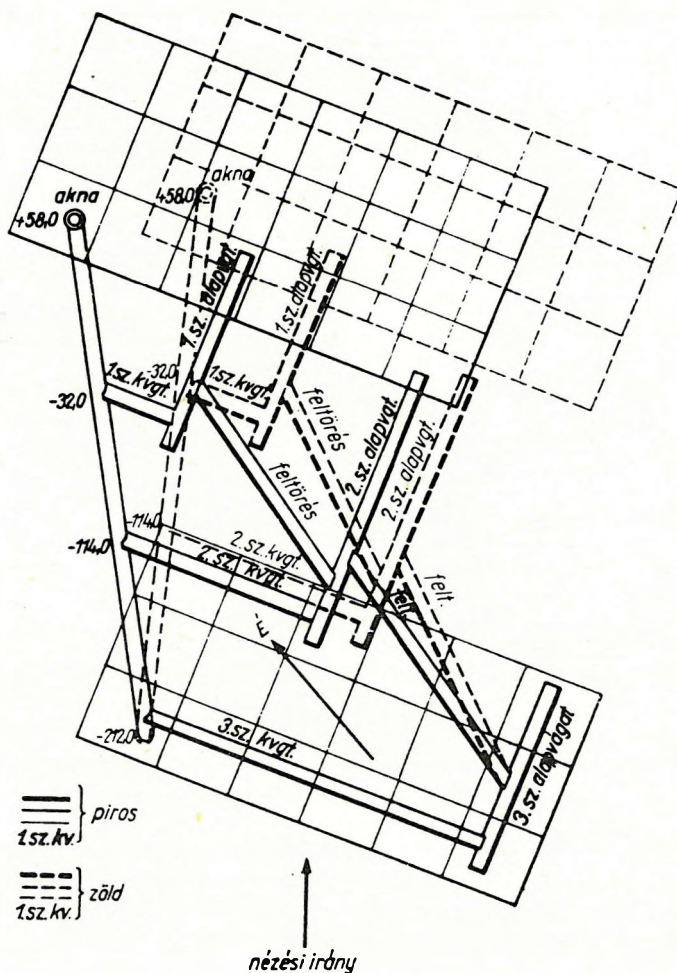 akna
+58,0
akna
+58,0
1.sz. alapvgt.
1.sz. alapvgt.
-32,0
1.sz. kvgt.
1.sz. kvgt.
-32,0
feltörés
feltörés
2.sz. alapvgt.
2.sz. alapvgt.
-114,0
-114,0
2.sz. kvgt.
2.sz. kvgt.
felt.
felt.
-212,0
3.sz. kvgt.
3.sz. alapvágat
piros
1.sz. kv.
zöld
1.sz. kv.
nézési irány